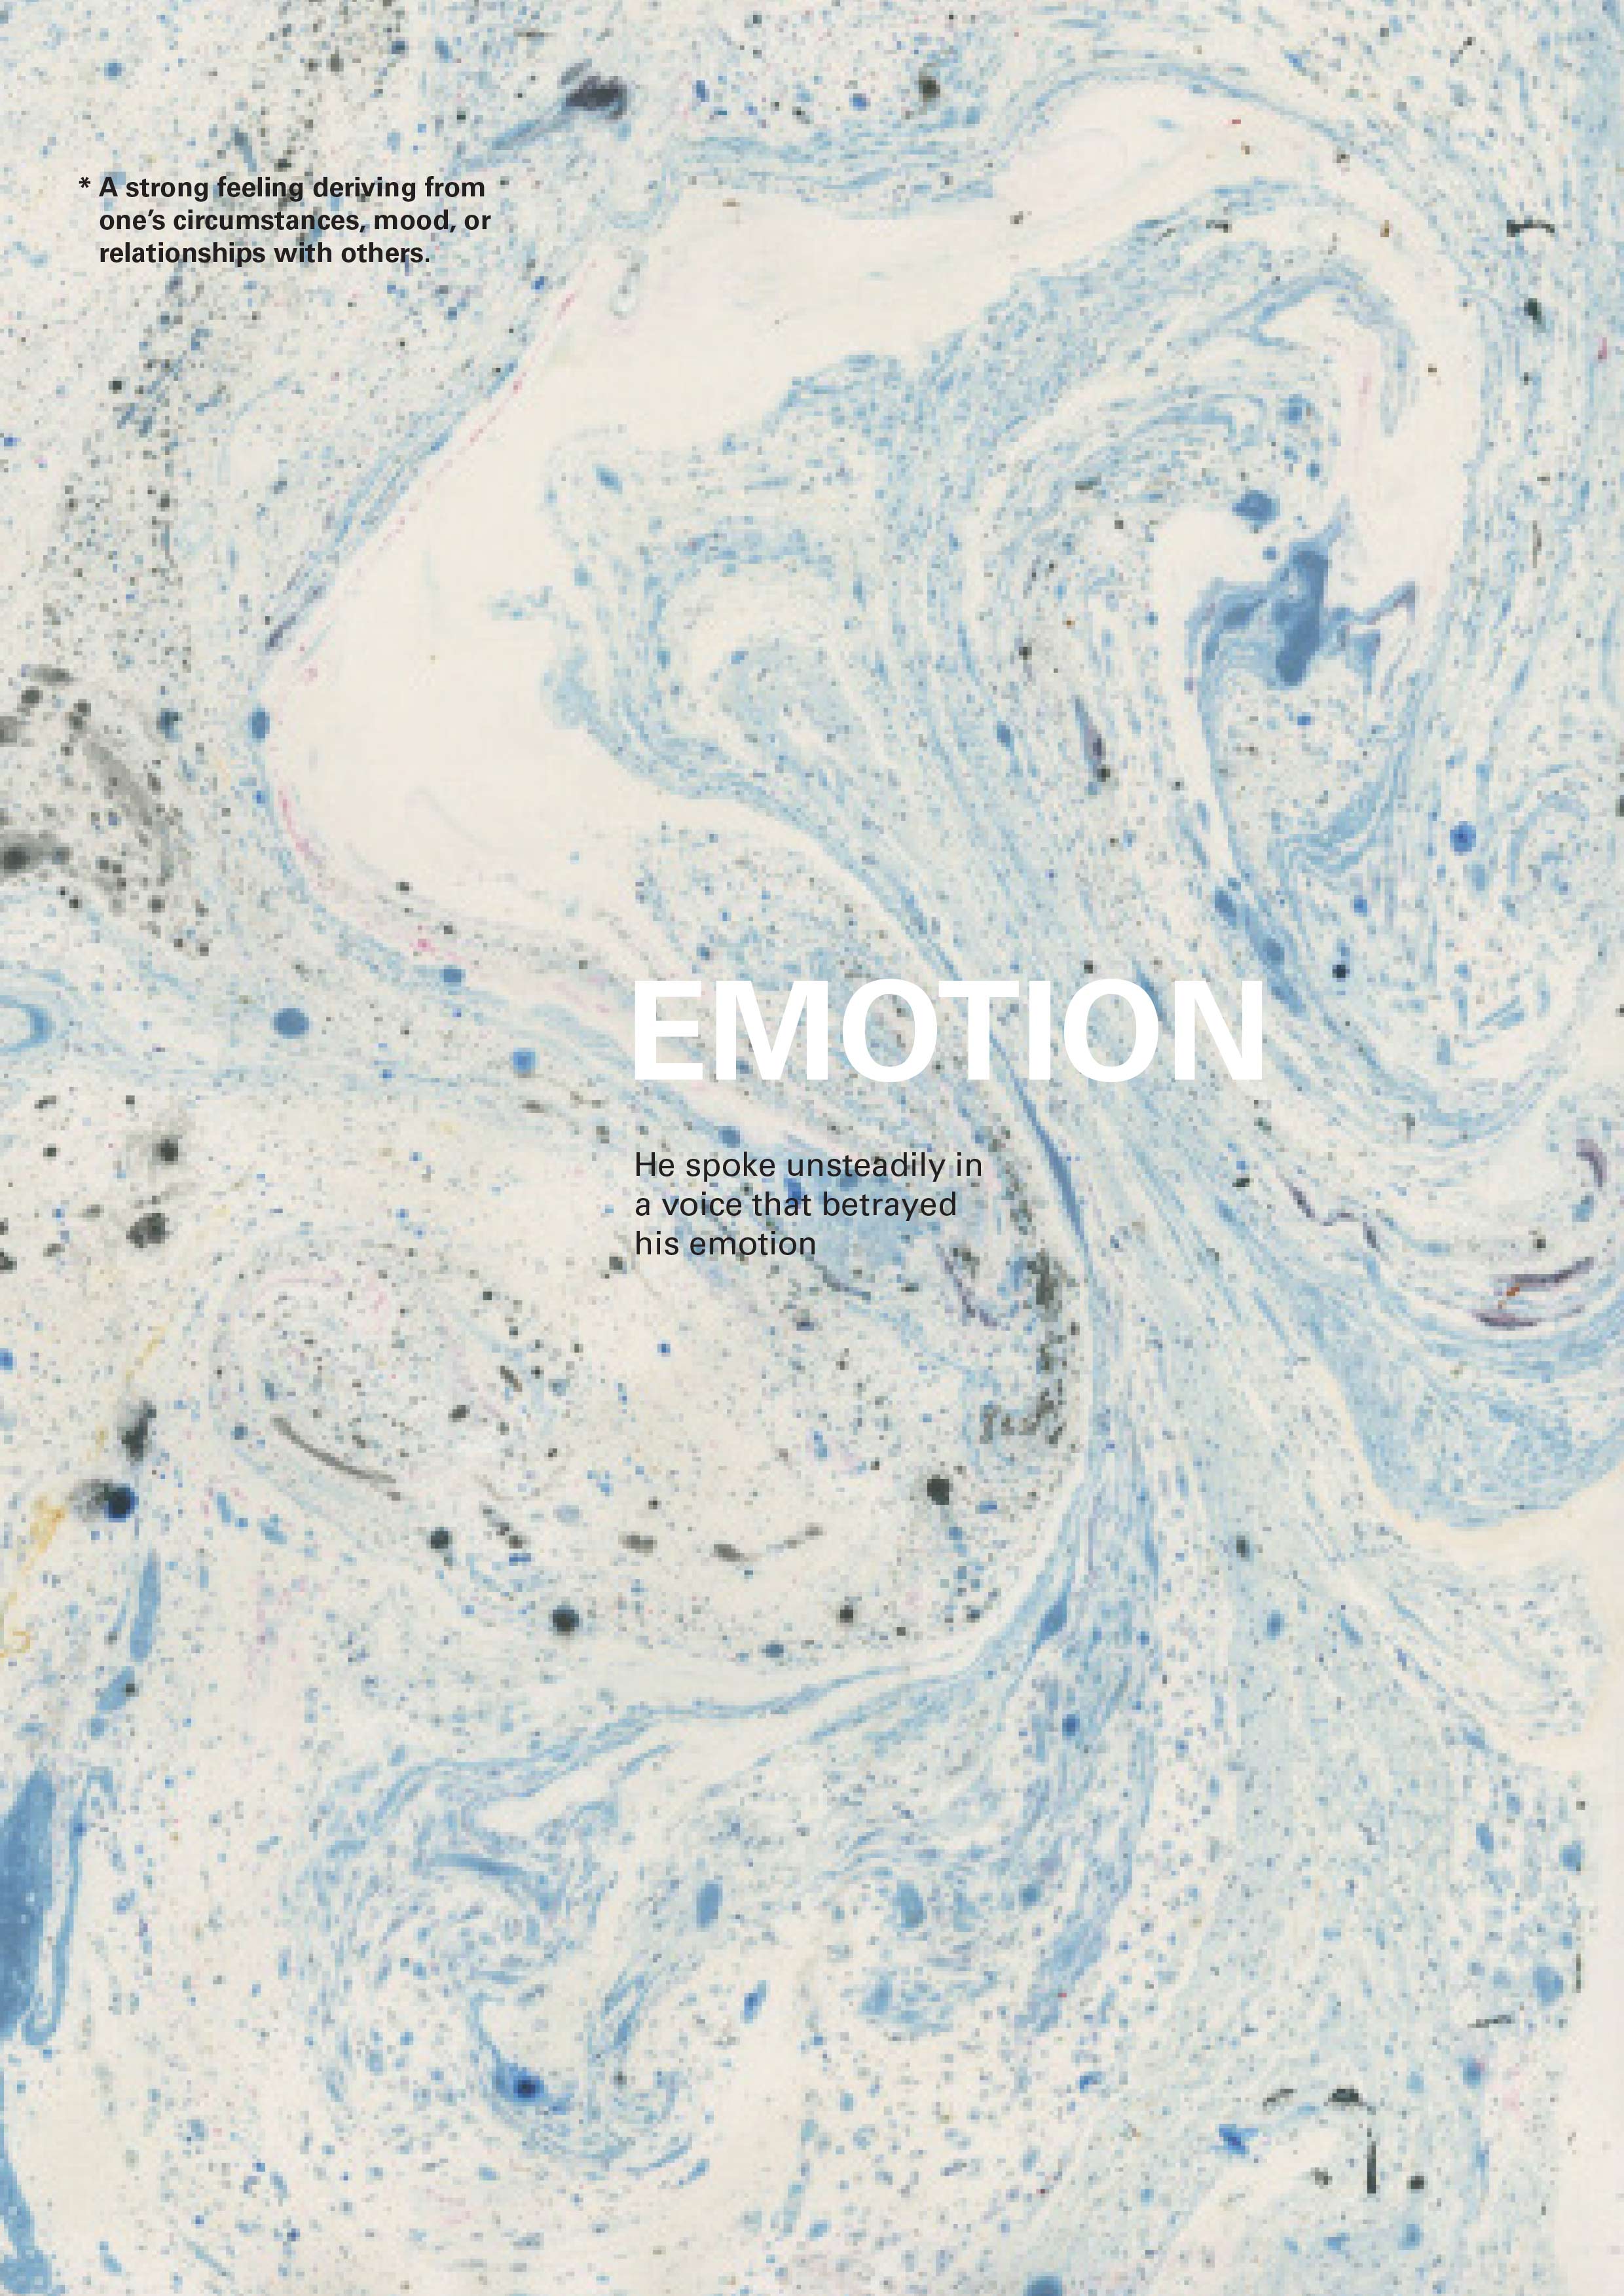 * A strong feeling deriving from
one’s circumstances, mood, or
relationships with others.
EMOTION
He spoke unsteadily in
a voice that betrayed
his emotion